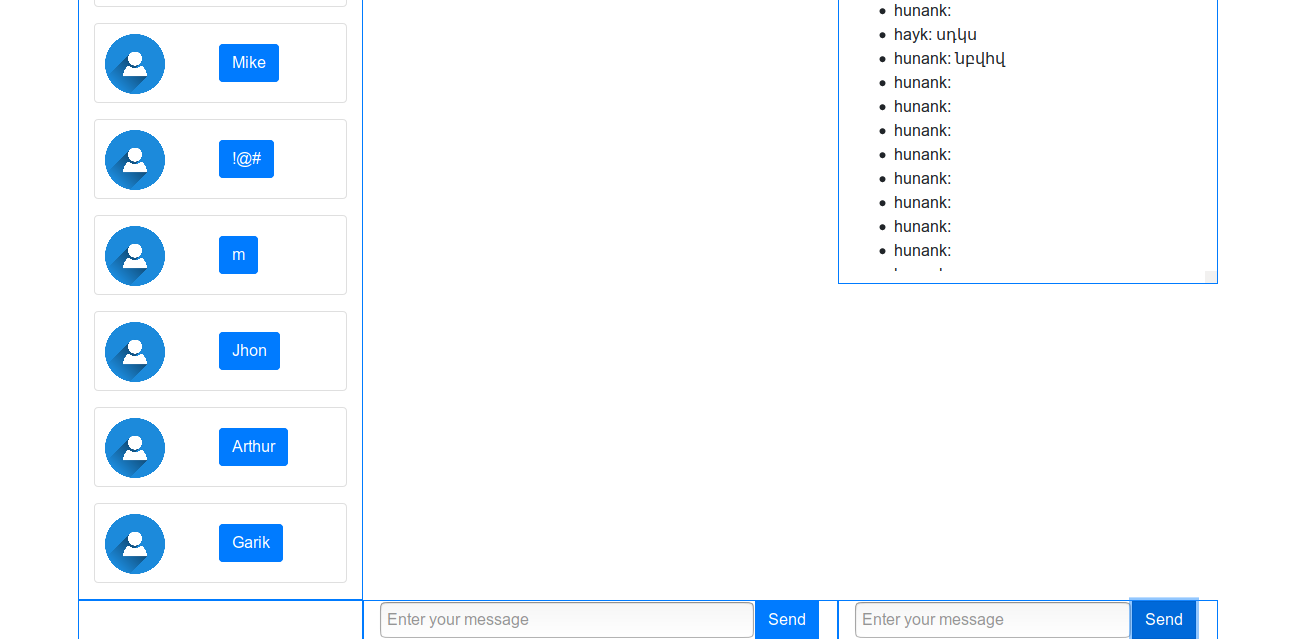 Mike
!@#
m
Jhon
Arthur
Garik
hunank:
hayk: սդկս
hunank: նբվիվ
hunank:
hunank:
hunank:
hunank:
hunank:
hunank:
hunank:
hunank:
Enter your message
Send
Enter your message
Send